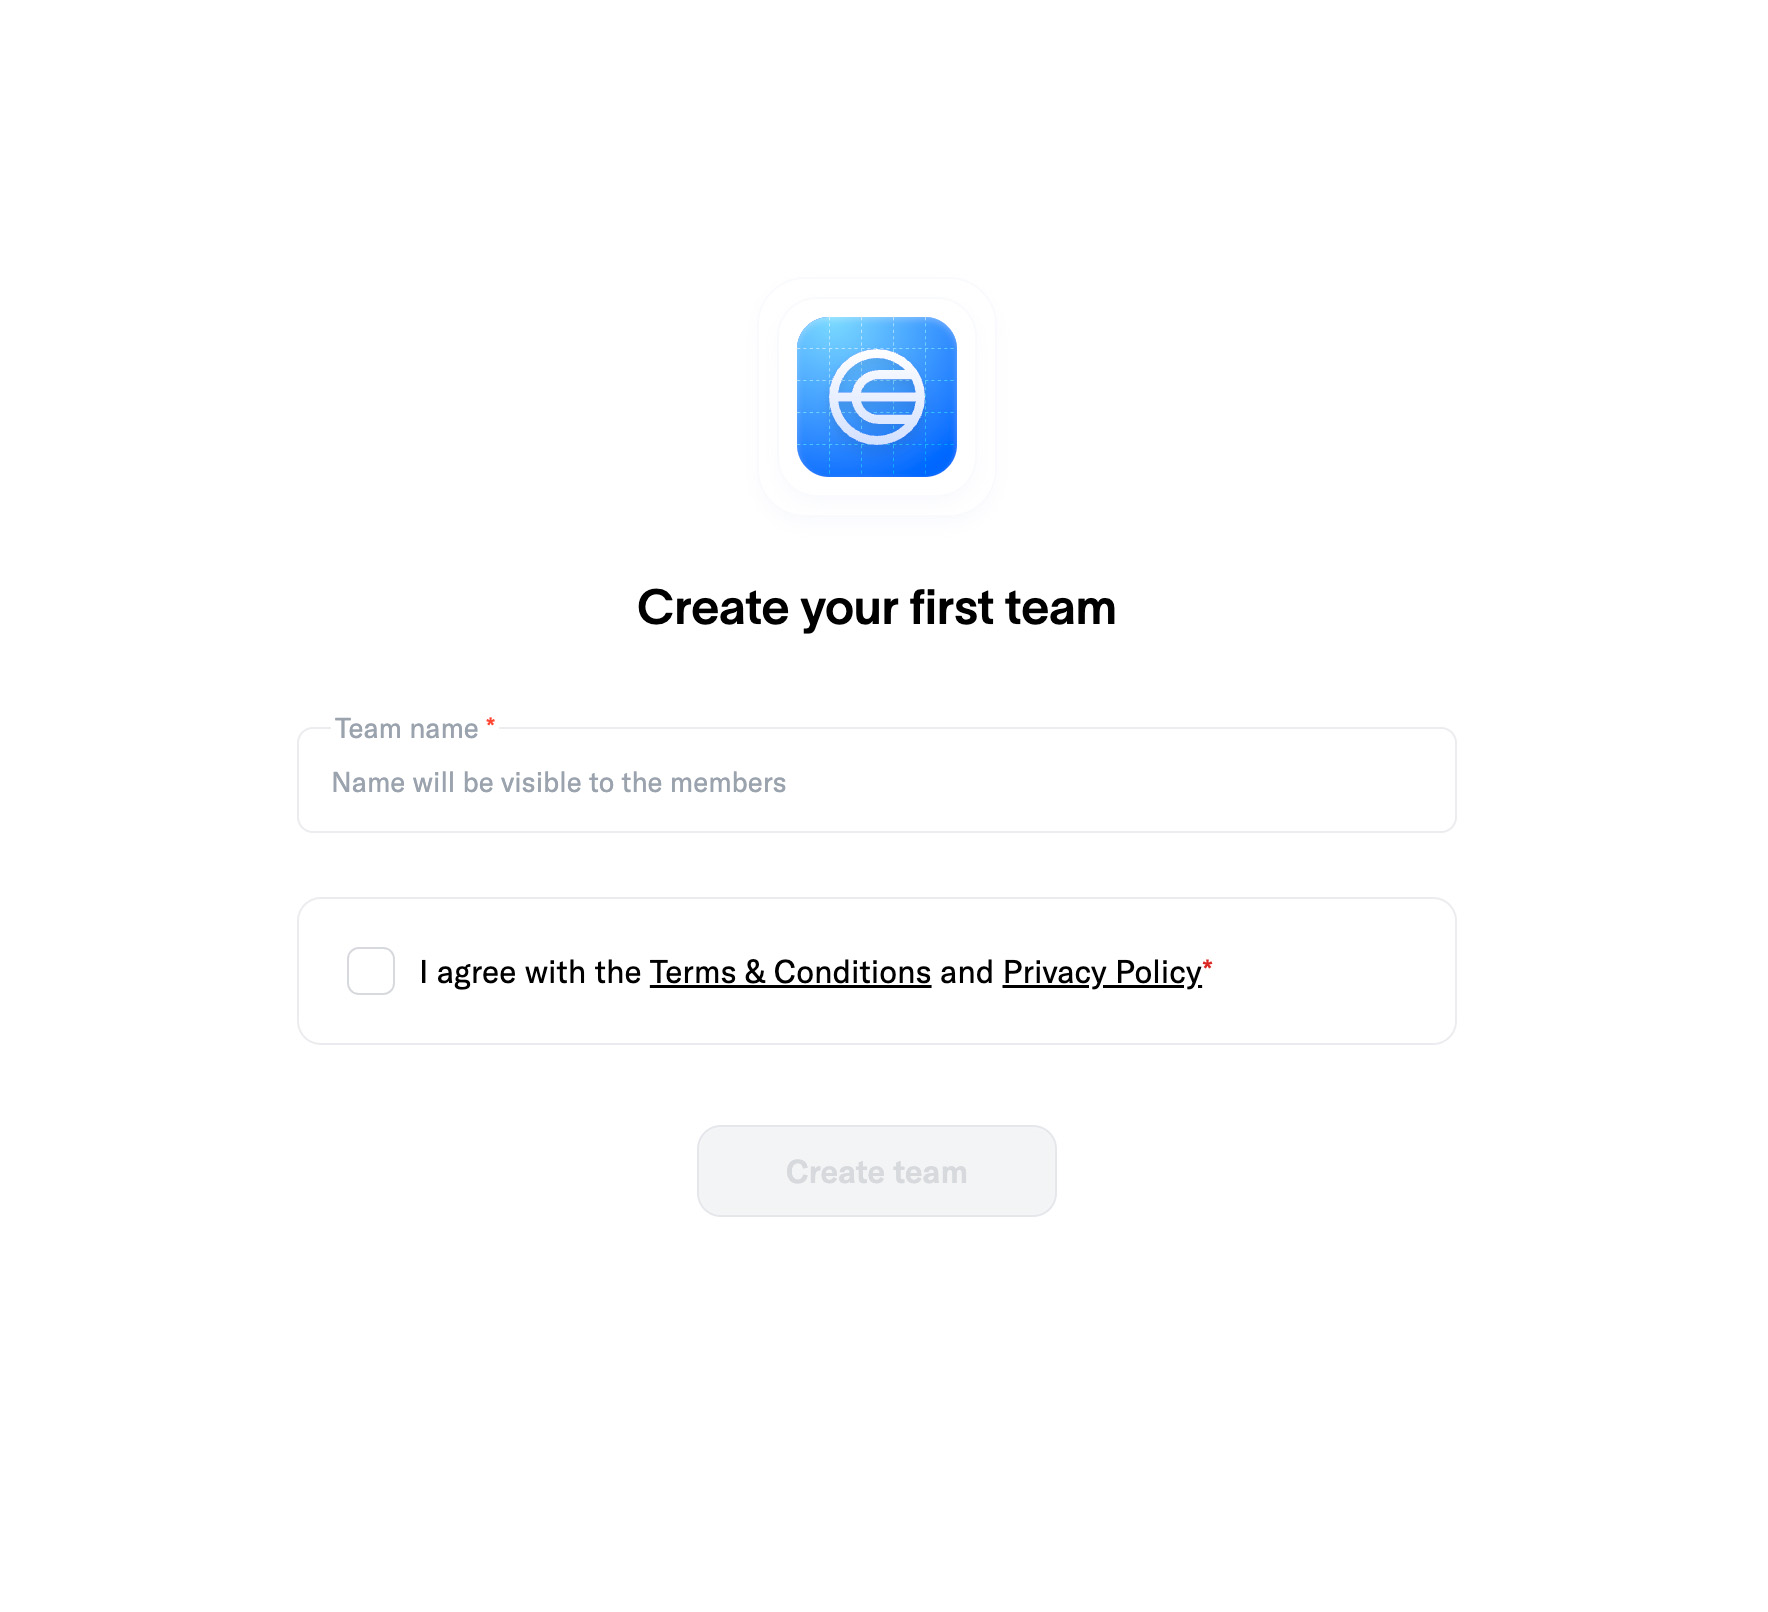 Create your first team
Team name *
Name will be visible to the members
I agree with the Terms & Conditions and Privacy Policy*
Create team